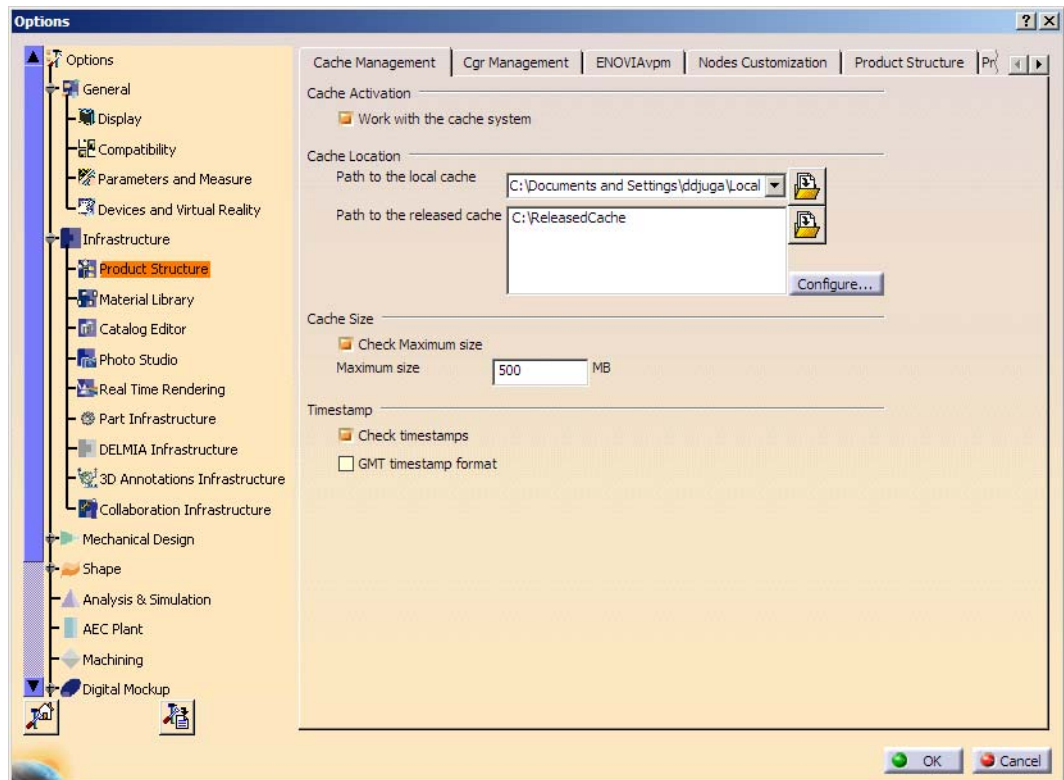 Options
Options
General
Display
Compatibility
Parameters and Measure
Devices and Virtual Reality
Infrastructure
Product Structure
Material Library
Catalog Editor
Photo Studio
Real Time Rendering
Part Infrastructure
DELMIA Infrastructure
3D Annotations Infrastructure
Collaboration Infrastructure
Mechanical Design
Shape
Analysis & Simulation
AEC Plant
Machining
Digital Mockup
Cache Management Cgr Management ENOVIAvpm Nodes Customization Product Structure Pr
Cache Activation
Work with the cache system
Cache Location
Path to the local cache C:\Documents and Settings\ddjuga\Local
Path to the released cache C:\ReleasedCache
Configure...
Cache Size
Check Maximum size
Maximum size 500 MB
Timestamp
Check timestamps
GMT timestamp format
OK Cancel